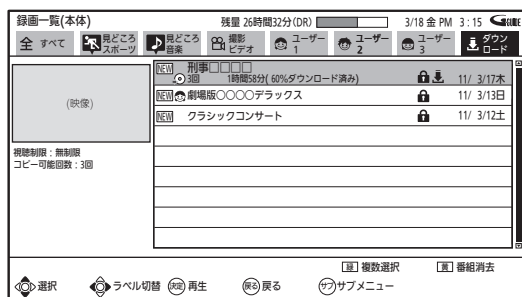 録画一覧(本体)
残量 26時間32分(DR)
3/18 金 PM 3:15
全 すべて
見どころ スポーツ
見どころ 音楽
撮影 ビデオ
ユーザー 1
ユーザー 2
ユーザー 3
ダウン ロード
(映像)
視聴制限:無制限
コピー可能回数:3回
NEW 刑事□□□□
3回 1時間58分( 60%ダウンロード済み) 11/ 3/17木
NEW 劇場版○○○○デラックス 11/ 3/13日
NEW クラシックコンサート 11/ 3/12土
緑 複数選択 黄 番組消去
選択 ラベル切替 決定 再生 戻る 戻る サブ サブメニュー